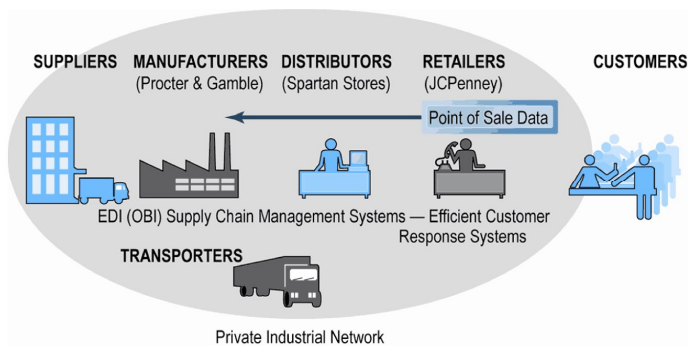 SUPPLIERS
MANUFACTURERS
(Procter & Gamble)
DISTRIBUTORS
(Spartan Stores)
RETAILERS
(JCPenney)
CUSTOMERS
Point of Sale Data
EDI (OBI) Supply Chain Management Systems — Efficient Customer
Response Systems
TRANSPORTERS
Private Industrial Network